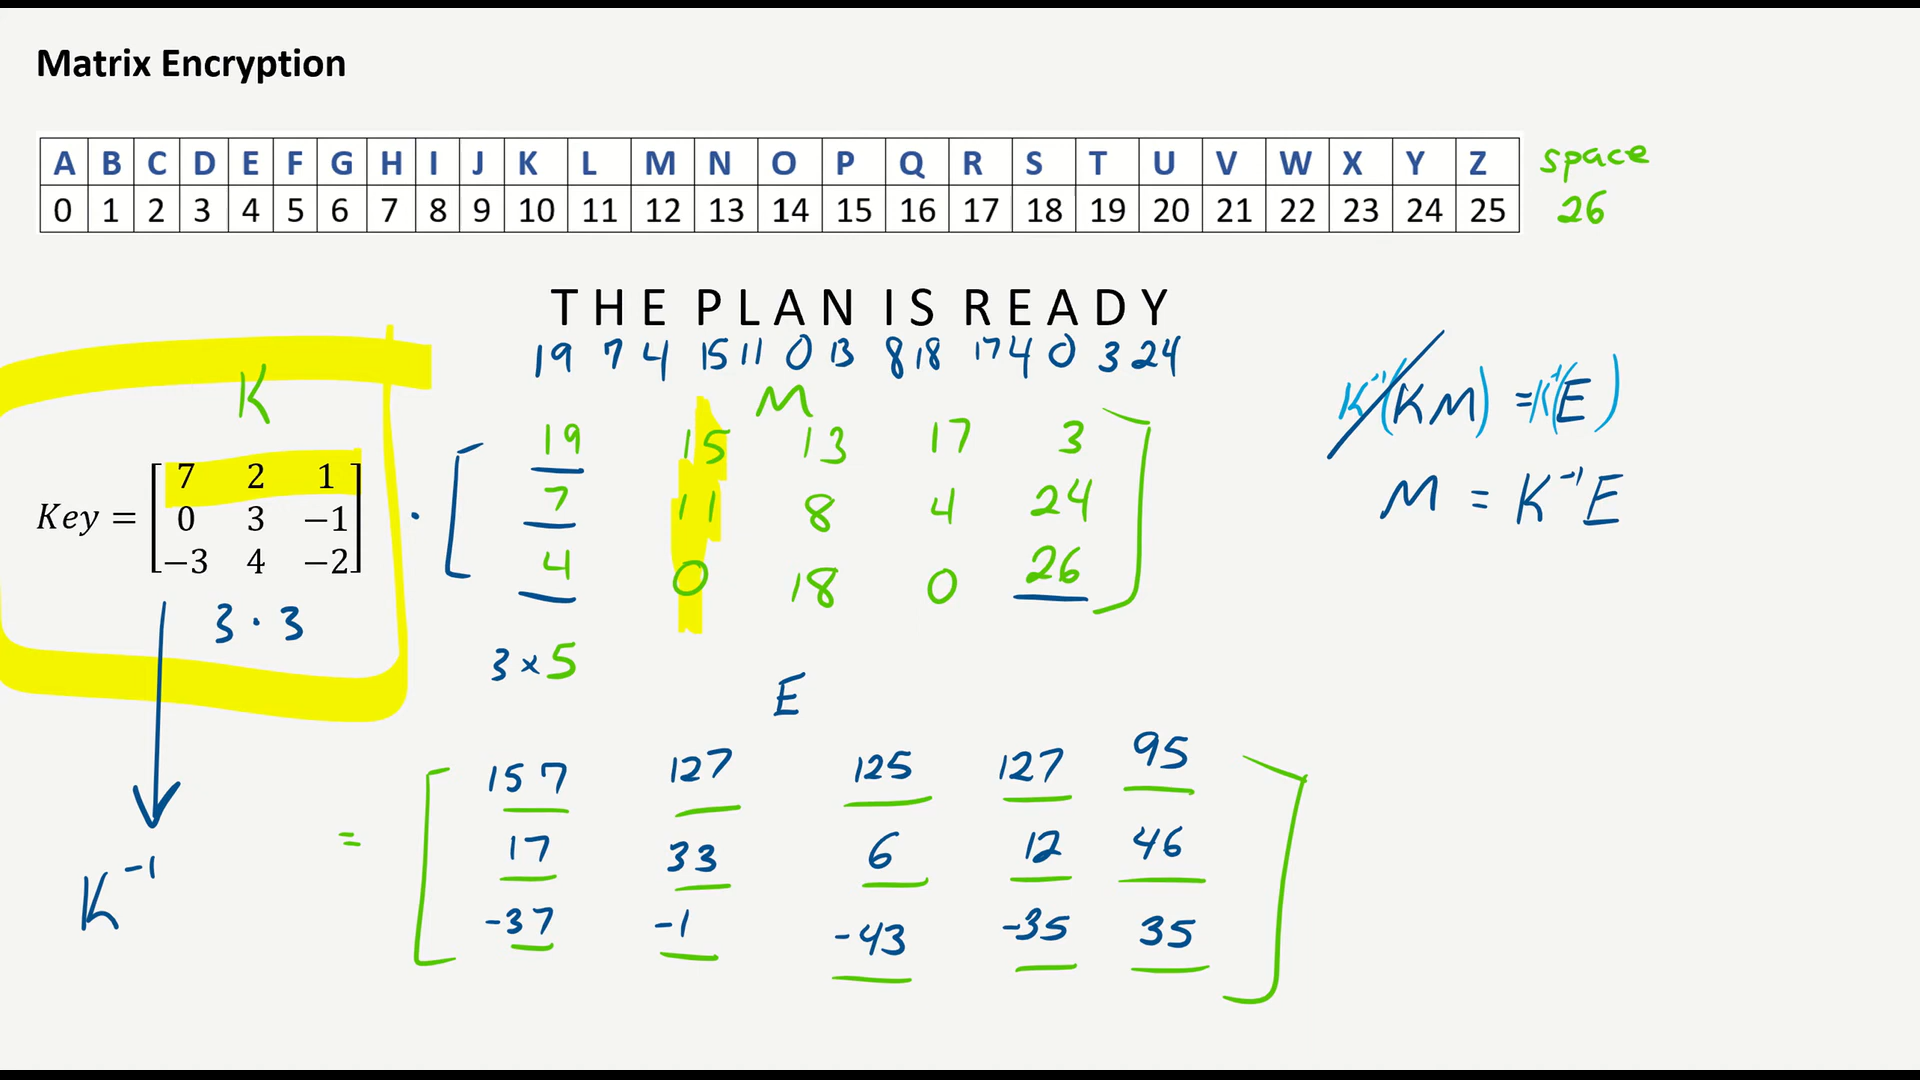 Matrix Encryption
A B C D E F G H I J K L M N O P Q R S T U V W X Y Z space
0 1 2 3 4 5 6 7 8 9 10 11 12 13 14 15 16 17 18 19 20 21 22 23 24 25 26
THE PLAN IS READY
19 7 4 15 11 0 13 8 18 17 4 0 3 24
K
M
K⁻¹(KM) = K⁻¹(E)
M = K⁻¹E
Key = [7 2 1
0 3 −1
−3 4 −2]
3 · 3
· [19 15 13 17 3
7 11 8 4 24
4 0 18 0 26]
3 × 5
E
= [157 127 125 127 95
17 33 6 12 46
-37 -1 -43 -35 35]
K⁻¹